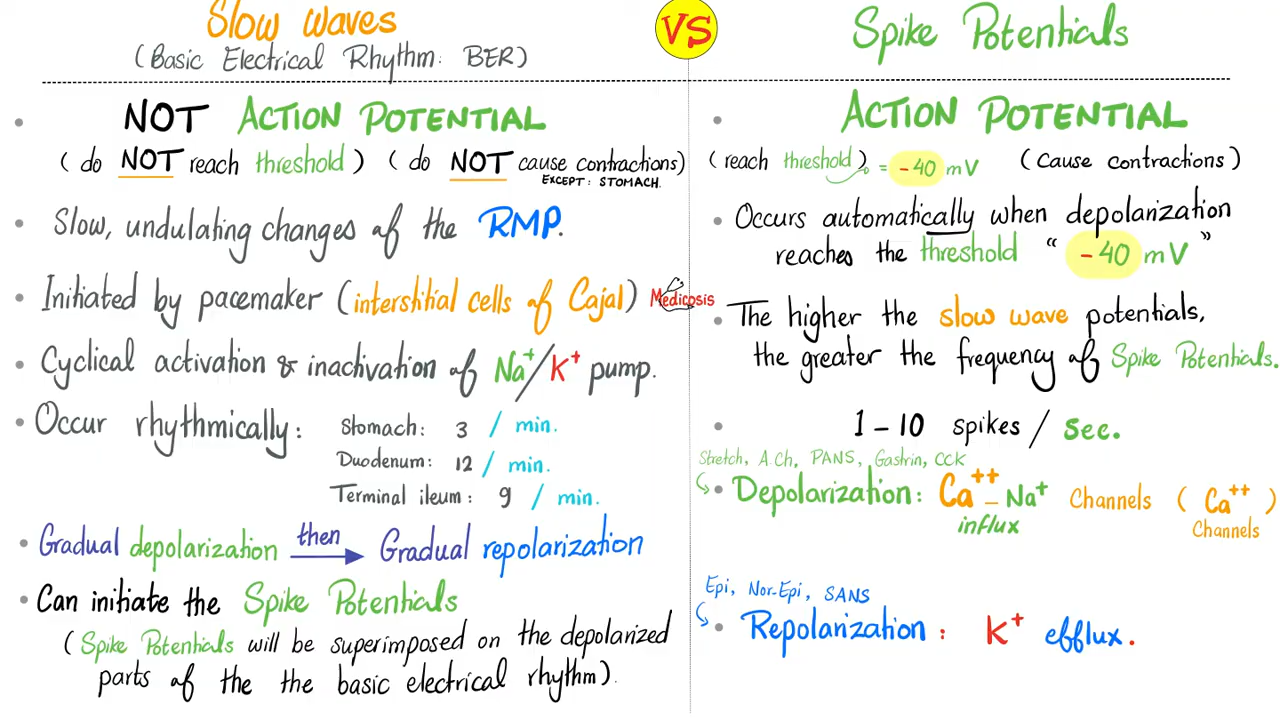 Slow Waves
(Basic Electrical Rhythm: BER)
VS
Spike Potentials
• NOT ACTION POTENTIAL
(do NOT reach threshold) (do NOT cause contractions)
EXCEPT: STOMACH.
• Slow, undulating changes of the RMP.
• Initiated by pacemaker (interstitial cells of Cajal)
Medicosis
• Cyclical activation & inactivation of Na+/K+ pump.
• Occur rhythmically:
Stomach: 3 / min.
Duodenum: 12 / min.
Terminal ileum: 9 / min.
• Gradual depolarization then → Gradual repolarization
• Can initiate the Spike Potentials
(Spike Potentials will be superimposed on the depolarized
parts of the the basic electrical rhythm).
• ACTION POTENTIAL
(reach threshold) = -40 mV (cause contractions)
• Occurs automatically when depolarization
reaches the threshold "-40 mV"
• The higher the slow wave potentials,
the greater the frequency of Spike Potentials.
• 1-10 spikes / sec.
Stretch, A.Ch, PANS, Gastrin, CCK
• Depolarization: Ca++ - Na+ Channels (Ca++)
influx Channels
Epi, Nor-Epi, SANS
• Repolarization: K+ efflux.